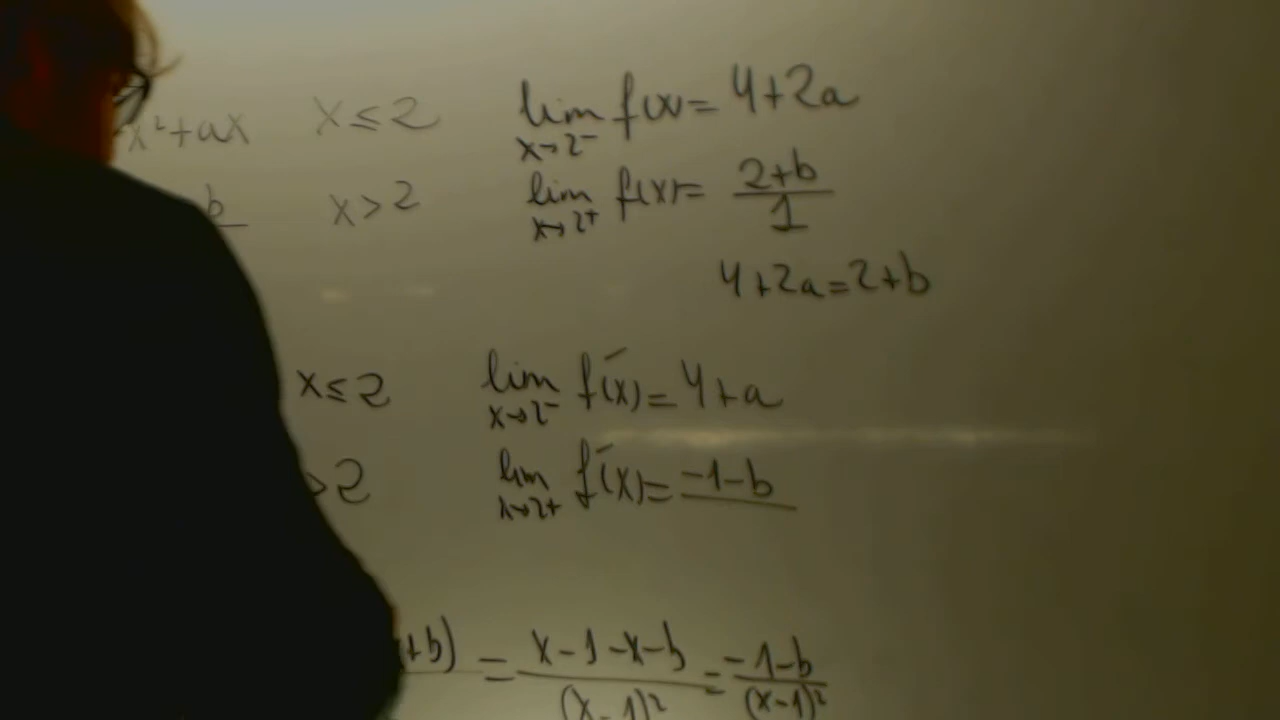 x²+ax x≤2 lim f(x)= 4+2a
x→2⁻
b x>2 lim f(x)= 2+b
x→2+ 1
4+2a=2+b
x≤2 lim f'(x)=4+a
x→2⁻
>2 lim f'(x)= -1-b
x→2+
+b) = x-1-x-b = -1-b
(x-1)² (x-1)²